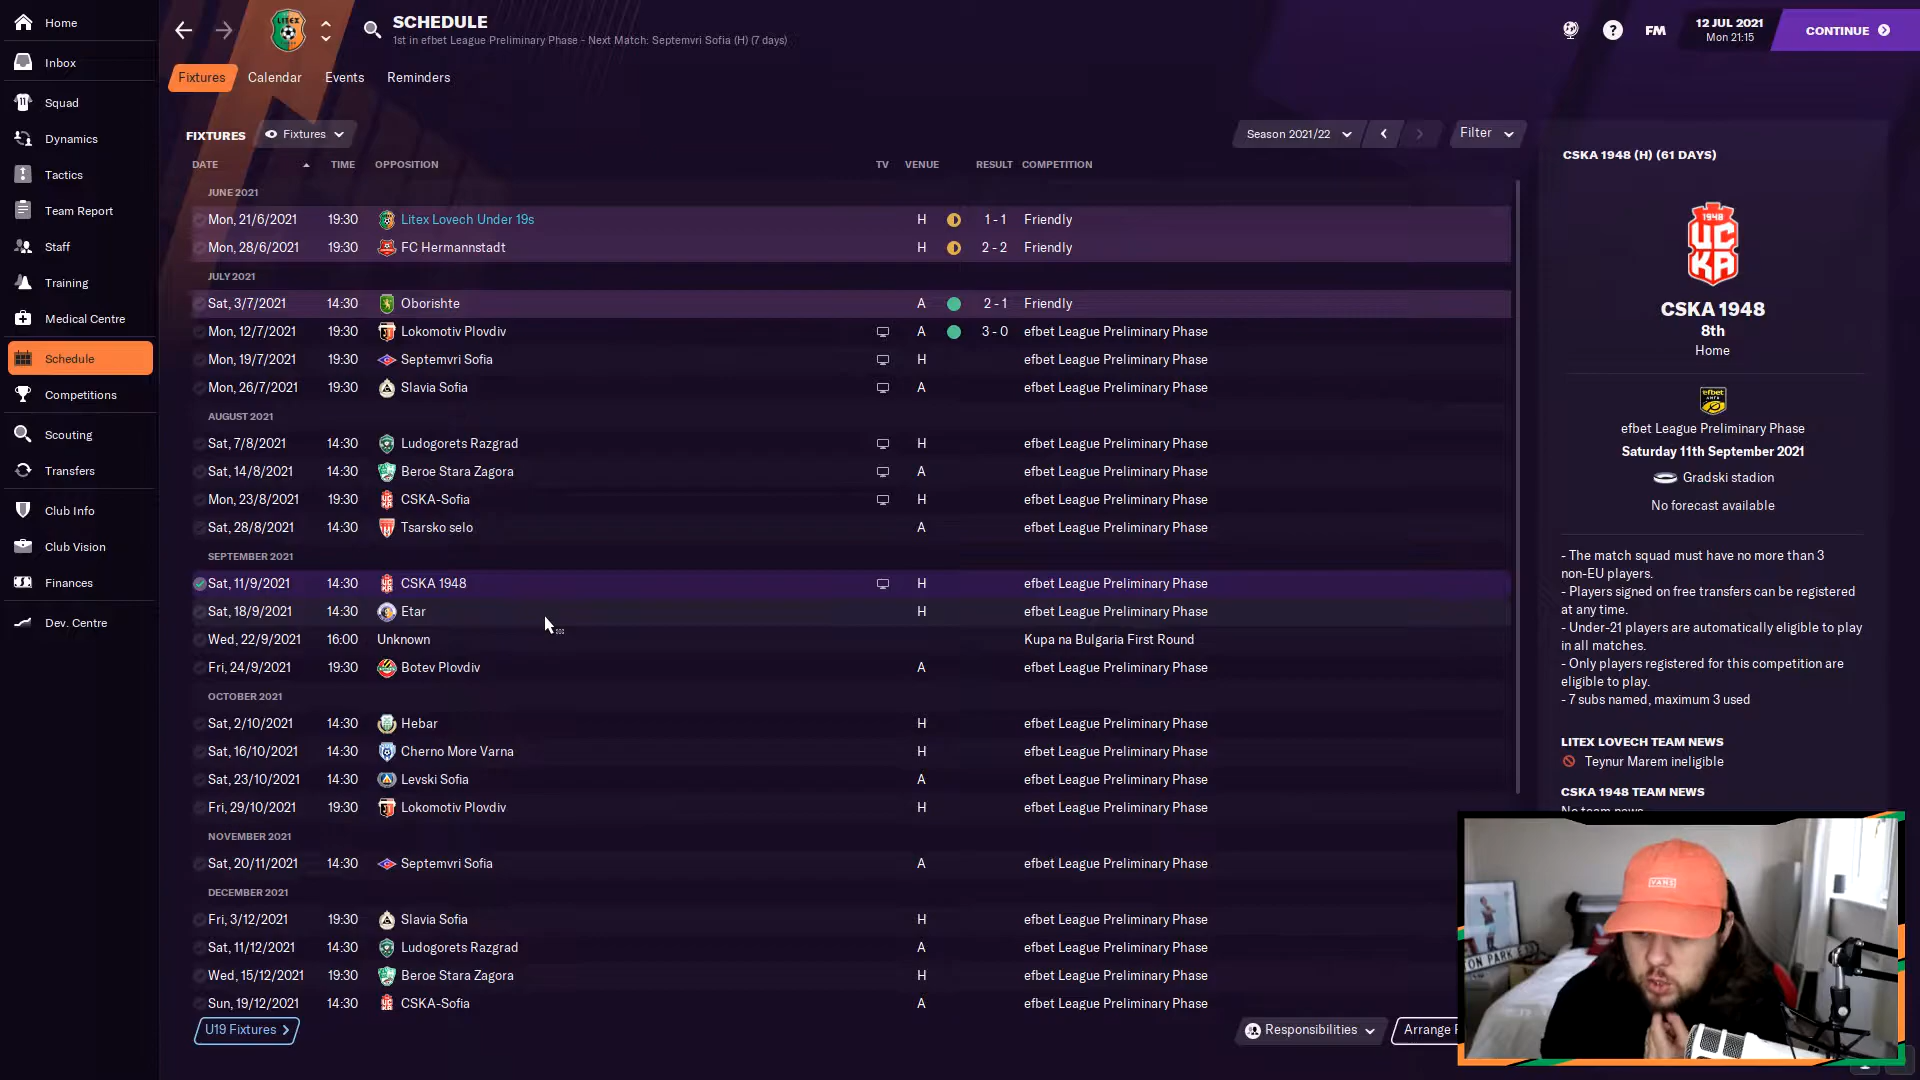 Home
Inbox
Squad
Dynamics
Tactics
Team Report
Staff
Training
Medical Centre
Schedule
Competitions
Scouting
Transfers
Club Info
Club Vision
Finances
Dev. Centre
LITEX
SCHEDULE
1st in efbet League Preliminary Phase - Next Match: Septemvri Sofia (H) (7 days)
FM
12 JUL 2021
Mon 21:15
CONTINUE
Fixtures Calendar Events Reminders
FIXTURES Fixtures
Season 2021/22 Filter
DATE TIME OPPOSITION TV VENUE RESULT COMPETITION
JUNE 2021
Mon, 21/6/2021 19:30 Litex Lovech Under 19s H 1 - 1 Friendly
Mon, 28/6/2021 19:30 FC Hermannstadt H 2 - 2 Friendly
JULY 2021
Sat, 3/7/2021 14:30 Oborishte A 2 - 1 Friendly
Mon, 12/7/2021 19:30 Lokomotiv Plovdiv A 3 - 0 efbet League Preliminary Phase
Mon, 19/7/2021 19:30 Septemvri Sofia H efbet League Preliminary Phase
Mon, 26/7/2021 19:30 Slavia Sofia A efbet League Preliminary Phase
AUGUST 2021
Sat, 7/8/2021 14:30 Ludogorets Razgrad H efbet League Preliminary Phase
Sat, 14/8/2021 14:30 Beroe Stara Zagora A efbet League Preliminary Phase
Mon, 23/8/2021 19:30 CSKA-Sofia H efbet League Preliminary Phase
Sat, 28/8/2021 14:30 Tsarsko selo A efbet League Preliminary Phase
SEPTEMBER 2021
Sat, 11/9/2021 14:30 CSKA 1948 H efbet League Preliminary Phase
Sat, 18/9/2021 14:30 Etar H efbet League Preliminary Phase
Wed, 22/9/2021 16:00 Unknown Kupa na Bulgaria First Round
Fri, 24/9/2021 19:30 Botev Plovdiv A efbet League Preliminary Phase
OCTOBER 2021
Sat, 2/10/2021 14:30 Hebar H efbet League Preliminary Phase
Sat, 16/10/2021 14:30 Cherno More Varna H efbet League Preliminary Phase
Sat, 23/10/2021 14:30 Levski Sofia A efbet League Preliminary Phase
Fri, 29/10/2021 19:30 Lokomotiv Plovdiv H efbet League Preliminary Phase
NOVEMBER 2021
Sat, 20/11/2021 14:30 Septemvri Sofia A efbet League Preliminary Phase
DECEMBER 2021
Fri, 3/12/2021 19:30 Slavia Sofia H efbet League Preliminary Phase
Sat, 11/12/2021 14:30 Ludogorets Razgrad A efbet League Preliminary Phase
Wed, 15/12/2021 19:30 Beroe Stara Zagora H efbet League Preliminary Phase
Sun, 19/12/2021 14:30 CSKA-Sofia A efbet League Preliminary Phase
U19 Fixtures
Responsibilities
Arrange
CSKA 1948 (H) (61 DAYS)
1948
ЦС
КА
CSKA 1948
8th
Home
efbet
efbet League Preliminary Phase
Saturday 11th September 2021
Gradski stadion
No forecast available
- The match squad must have no more than 3
non-EU players.
- Players signed on free transfers can be registered
at any time.
- Under-21 players are automatically eligible to play
in all matches.
- Only players registered for this competition are
eligible to play.
- 7 subs named, maximum 3 used
LITEX LOVECH TEAM NEWS
Teynur Marem ineligible
CSKA 1948 TEAM NEWS
No team news
VANS
ON PARK